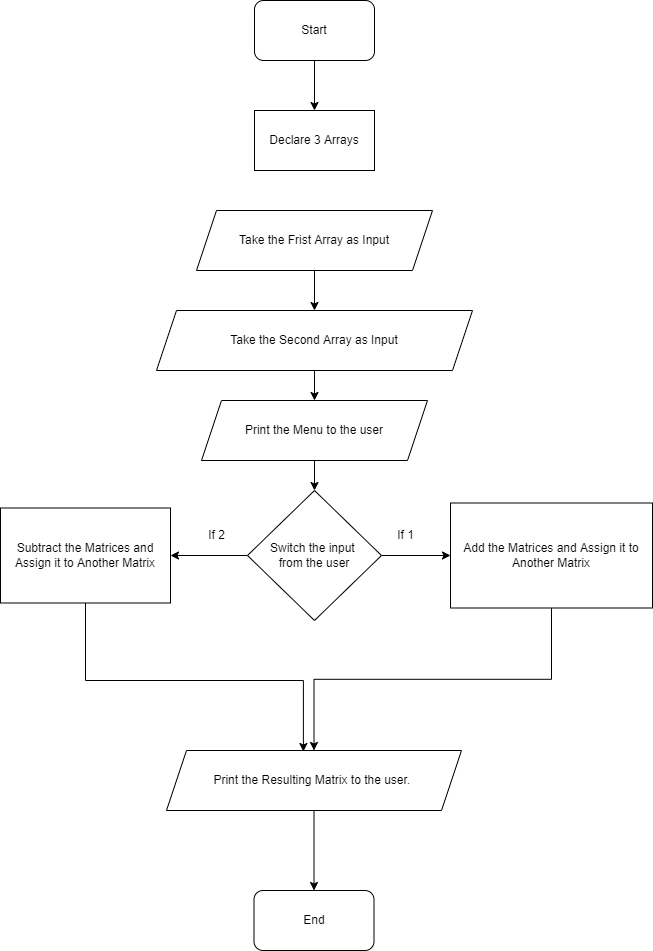 Start
Declare 3 Arrays
Take the Frist Array as Input
Take the Second Array as Input
Print the Menu to the user
If 2
If 1
Subtract the Matrices and
Assign it to Another Matrix
Switch the input
from the user
Add the Matrices and Assign it to
Another Matrix
Print the Resulting Matrix to the user.
End